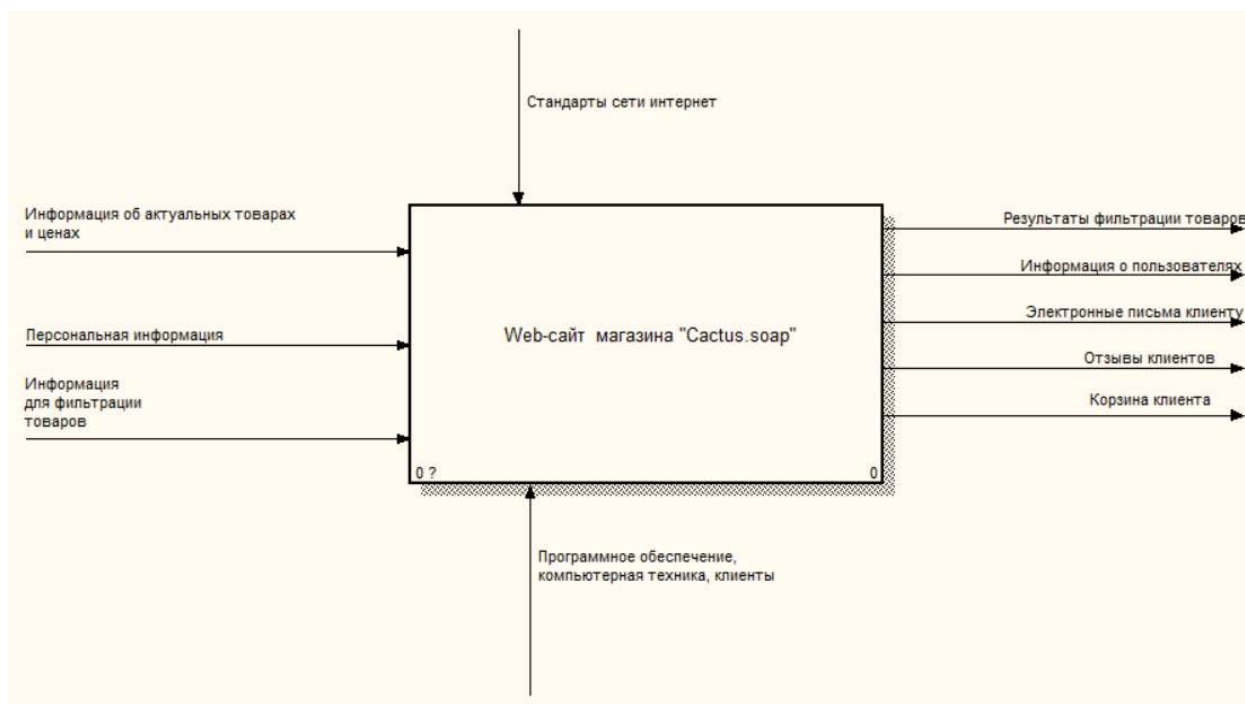 Стандарты сети интернет
Информация об актуальных товарах
и ценах
Результаты фильтрации товаров
Информация о пользователях
Электронные письма клиенту
Персональная информация
Web-сайт магазина "Cactus.soap"
Отзывы клиентов
Информация
для фильтрации
товаров
Корзина клиента
0 ?
0
Программное обеспечение,
компьютерная техника, клиенты